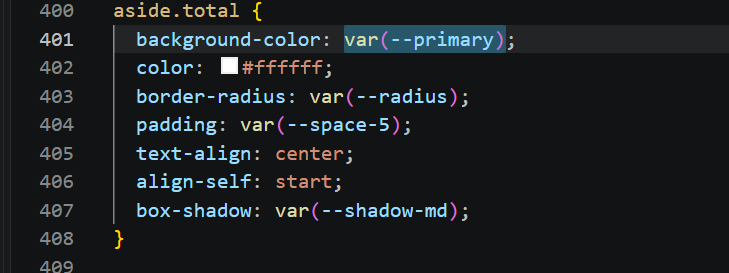 400 aside.total {
401 background-color: var(--primary);
402 color: #ffffff;
403 border-radius: var(--radius);
404 padding: var(--space-5);
405 text-align: center;
406 align-self: start;
407 box-shadow: var(--shadow-md);
408 }
409